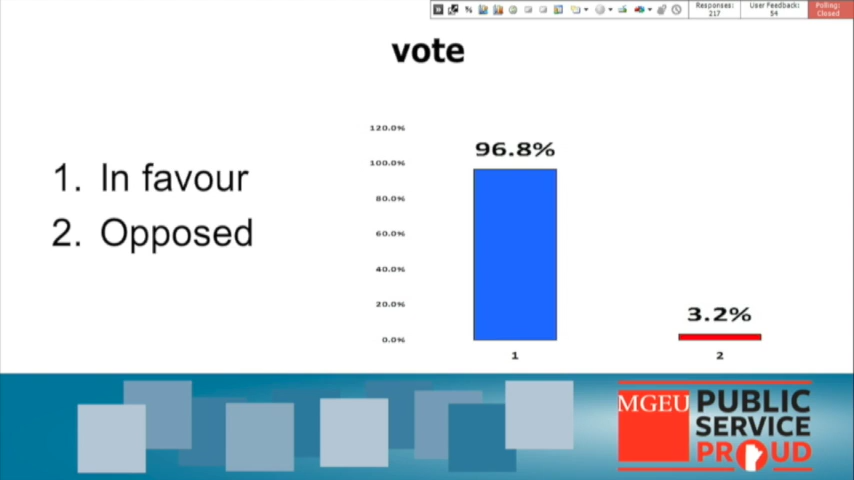 Responses: 217
User Feedback: 54
Polling: Closed
vote
1. In favour
2. Opposed
120.0%
100.0%
80.0%
60.0%
40.0%
20.0%
0.0%
96.8%
3.2%
1
2
MGEU
PUBLIC
SERVICE
PROUD